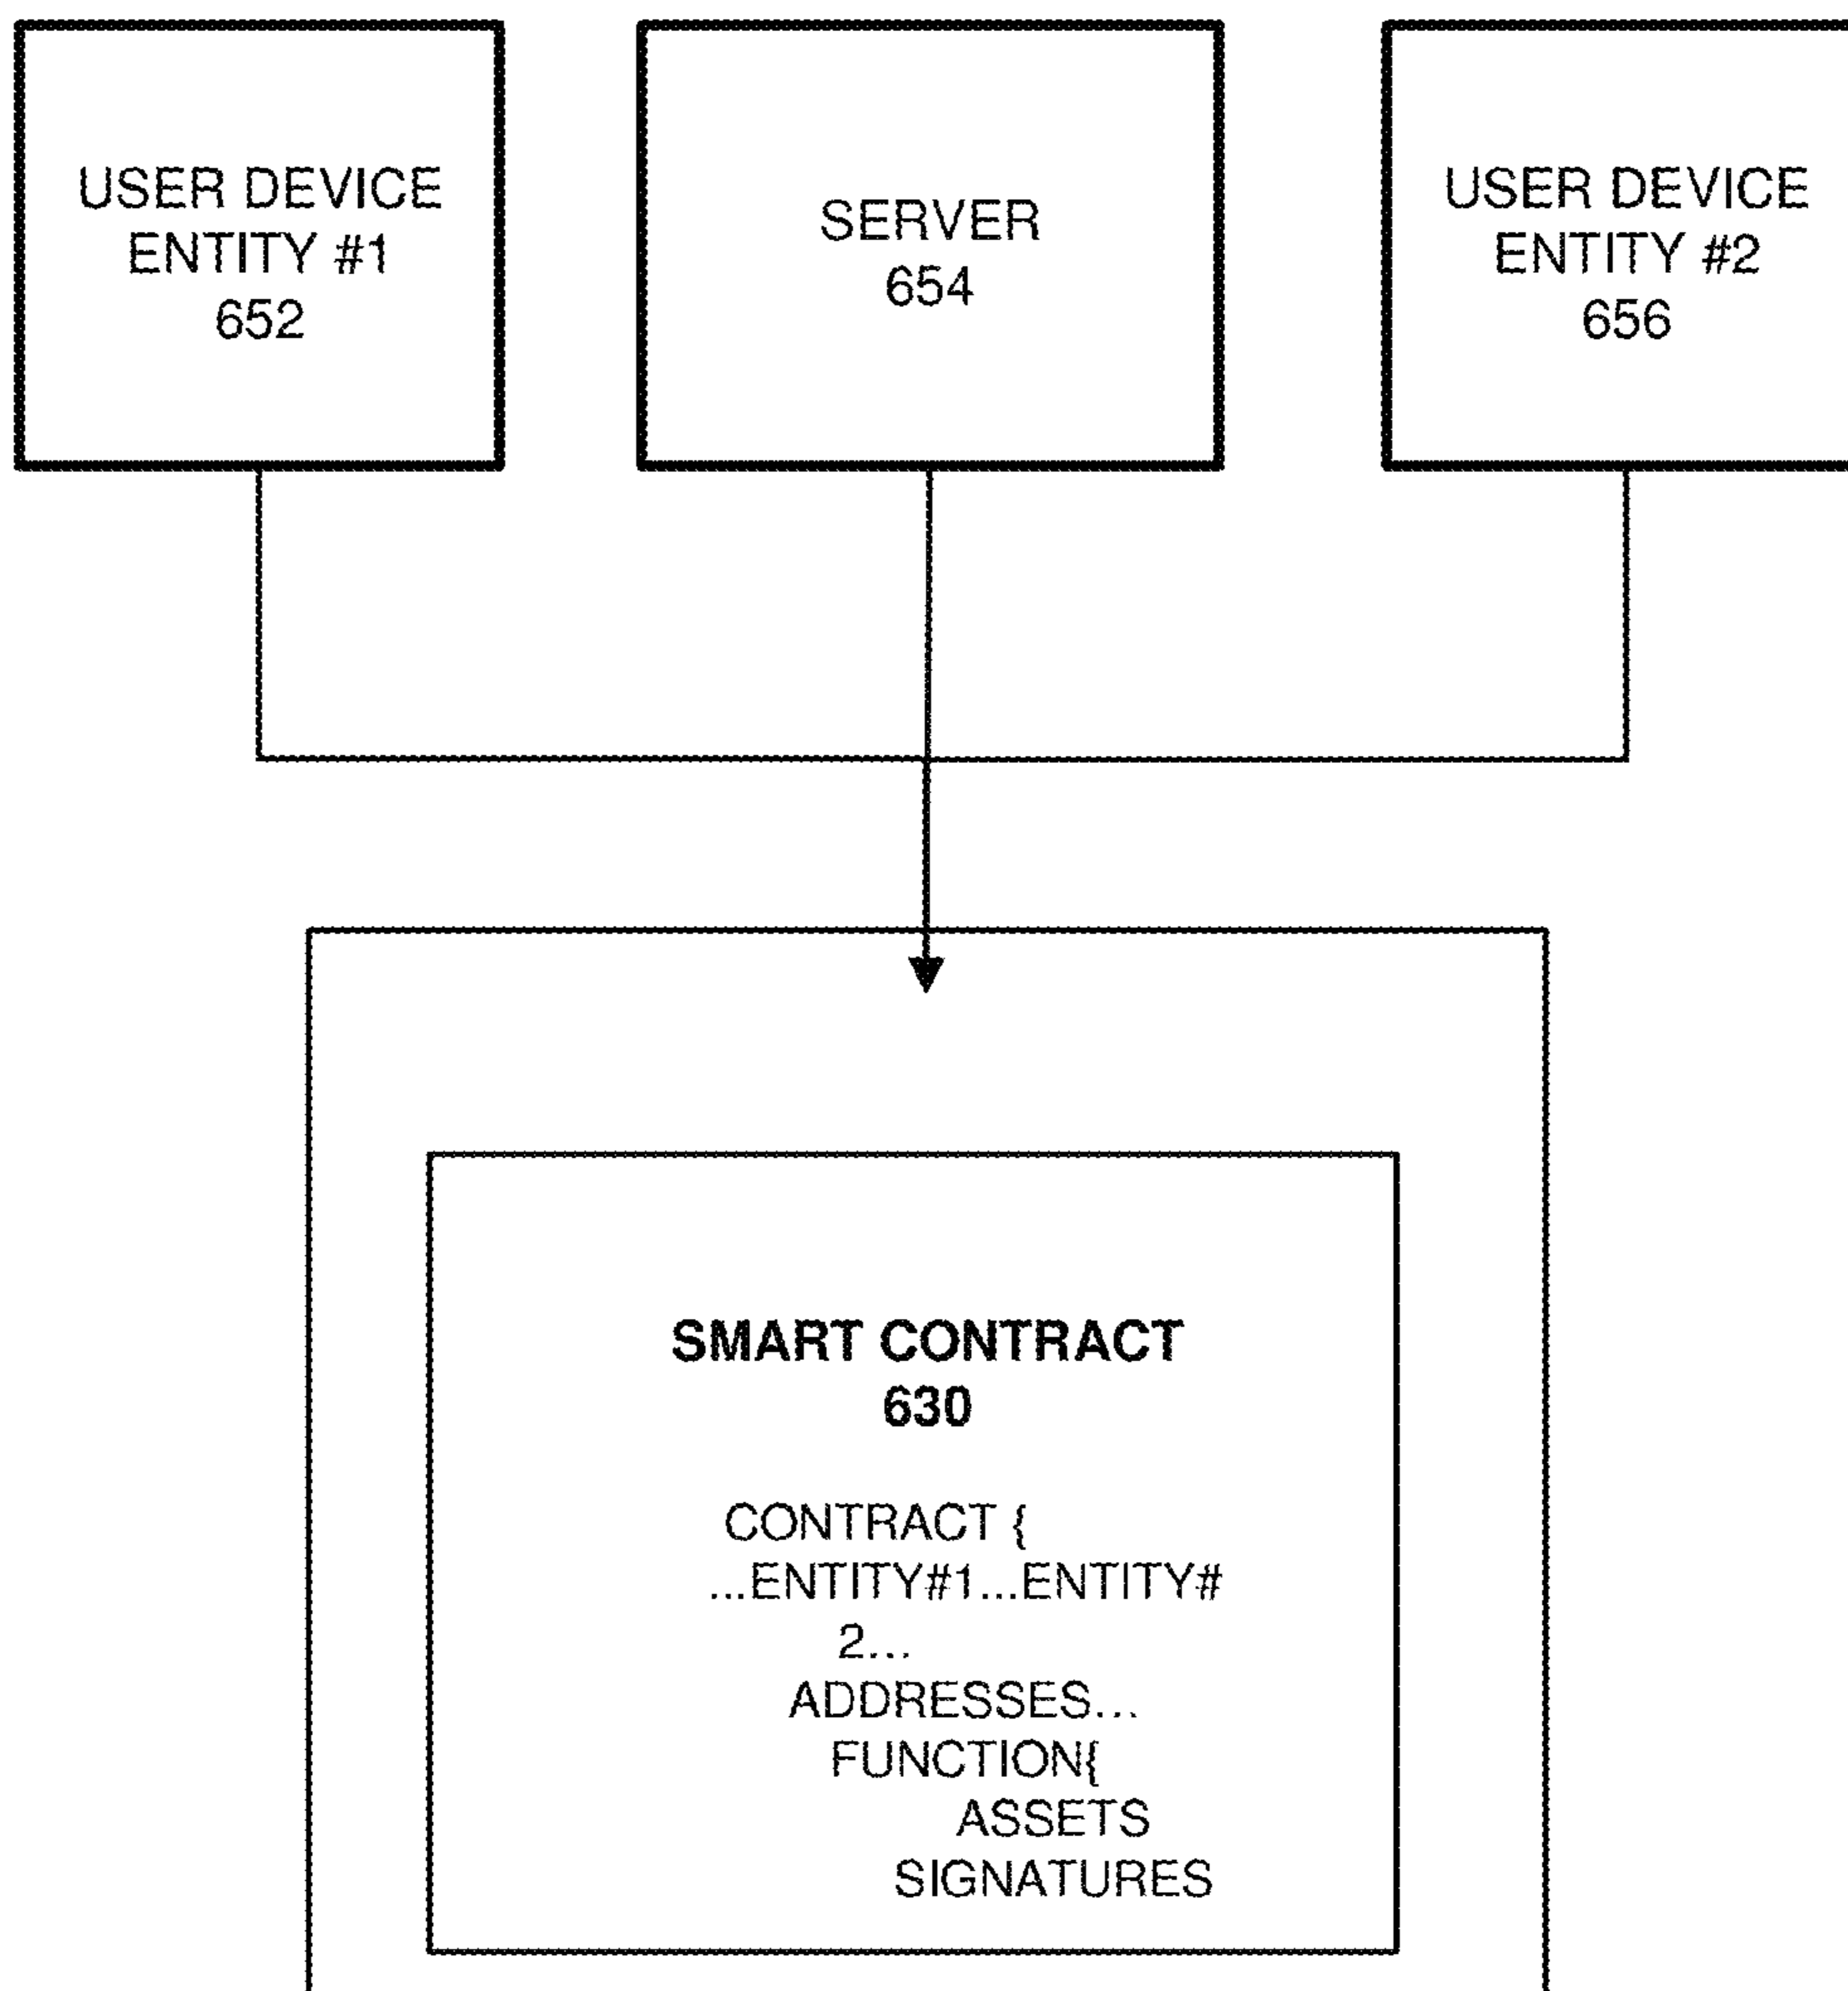 USER DEVICE
ENTITY #1
652
SERVER
654
USER DEVICE
ENTITY #2
656
SMART CONTRACT
630
CONTRACT {
...ENTITY#1...ENTITY#
2...
ADDRESSES...
FUNCTION{
ASSETS
SIGNATURES